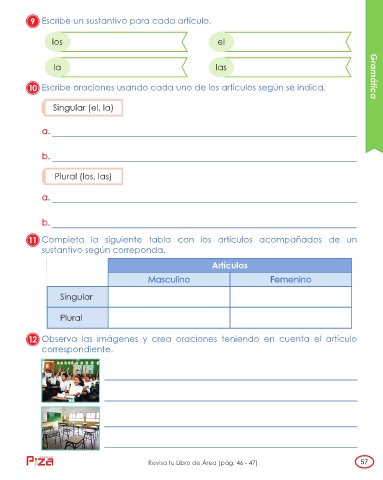 9 Escribe un sustantivo para cada artículo.
los
el
la
las
10 Escribe oraciones usando cada uno de los artículos según se indica.
Singular (el, la)
a.
b.
Plural (los, las)
a.
b.
11 Completa la siguiente tabla con los artículos acompañados de un
sustantivo según correponda.
Artículos
Masculino Femenino
Singular
Plural
12 Observa las imágenes y crea oraciones teniendo en cuenta el artículo
correspondiente.
Gramática
Revisa tu Libro de Área (pág. 46 - 47)
57